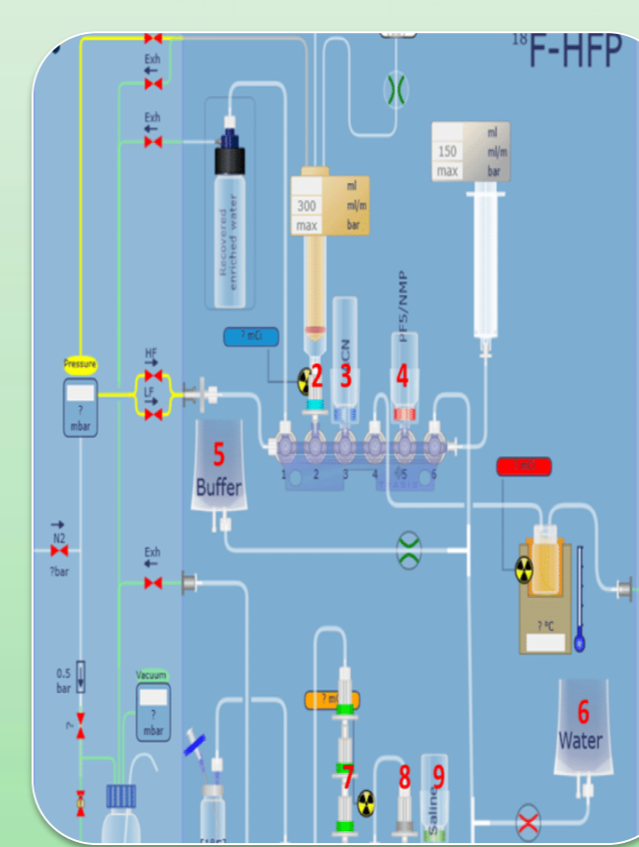 18F-HFP
Exh
Exh
ml
300 ml/m
max bar
ml
150 ml/m
max bar
Recovered
enriched water
? mCi
PF5/NMP
2 3 4
Pressure
?
mbar
HF
LF
1 2 3 4 5 6
5
Buffer
N2
?bar
Exh
? °C
0.5
bar
Vacuum
?
mbar
6
Water
7 8 9
Saline